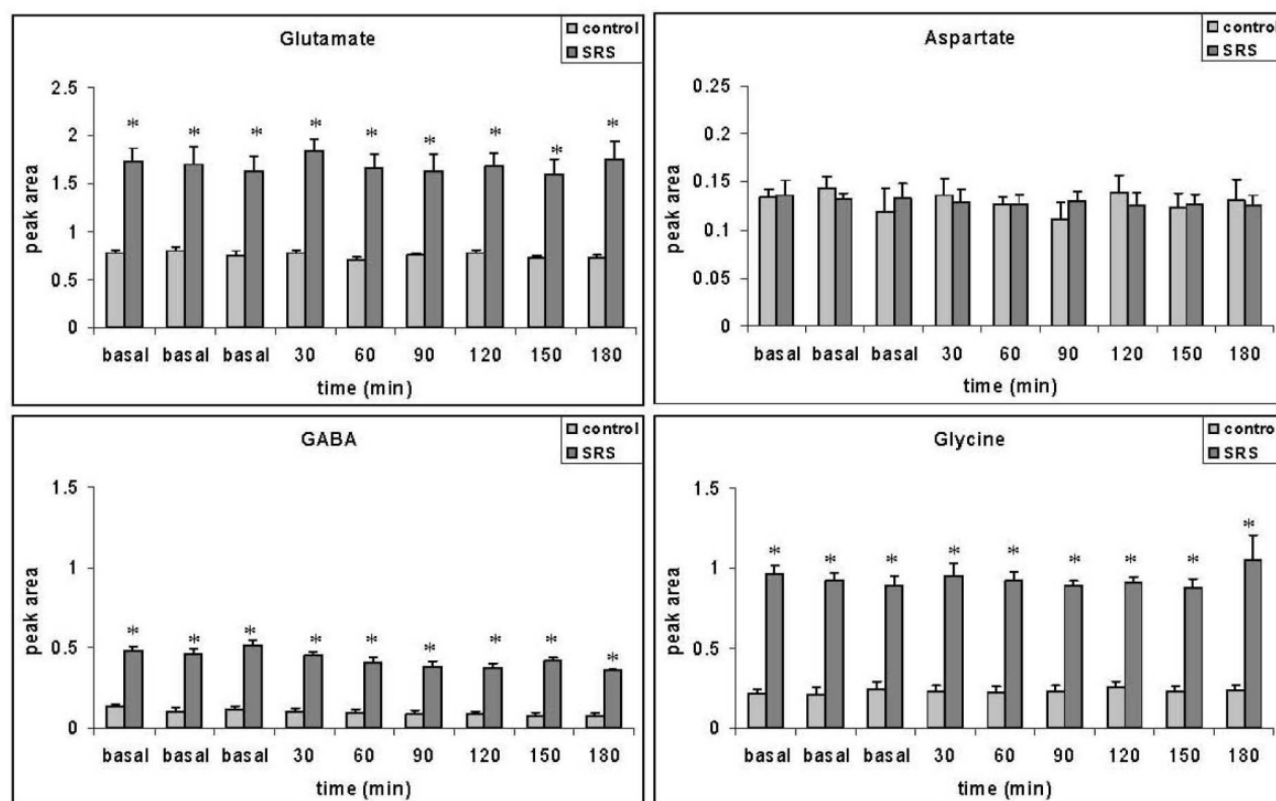 Glutamate
control
SRS
peak area
2.5
2
1.5
1
0.5
0
* * * * * * * * *
basal basal basal 30 60 90 120 150 180
time (min)
Aspartate
control
SRS
peak area
0.25
0.2
0.15
0.1
0.05
0
basal basal basal 30 60 90 120 150 180
time (min)
GABA
control
SRS
peak area
1.5
1
0.5
0
* * * * * * * * *
basal basal basal 30 60 90 120 150 180
time (min)
Glycine
control
SRS
peak area
1.5
1
0.5
0
* * * * * * * * *
basal basal basal 30 60 90 120 150 180
time (min)